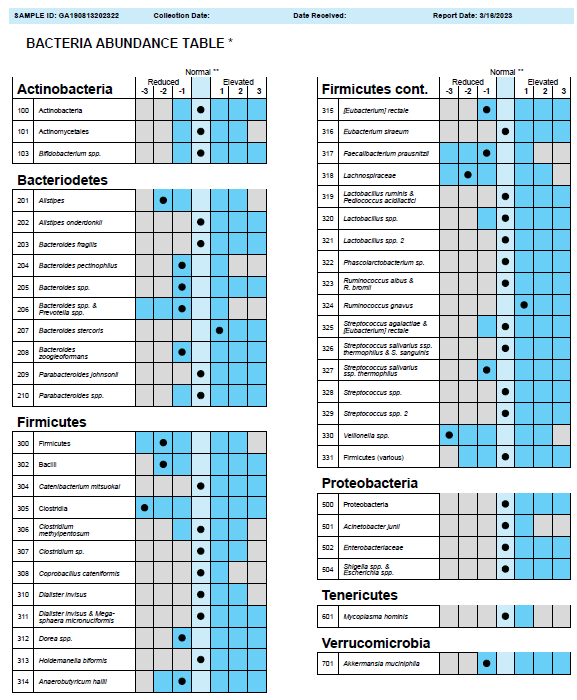 SAMPLE ID: GA190813202322 Collection Date: Date Received: Report Date: 3/16/2023
BACTERIA ABUNDANCE TABLE *
Normal **
Reduced Elevated
Actinobacteria -3 -2 -1 1 2 3
100 Actinobacteria
101 Actinomycetales
103 Bifidobacterium spp.
Bacteriodetes
201 Alistipes
202 Alistipes onderdonkii
203 Bacteroides fragilis
204 Bacteroides pectinophilus
205 Bacteroides spp.
206 Bacteroides spp. &
Prevotella spp.
207 Bacteroides stercoris
208 Bacteroides
zoogleoformans
209 Parabacteroides johnsonii
210 Parabacteroides spp.
Firmicutes
300 Firmicutes
302 Bacilli
304 Catenibacterium mitsuokai
305 Clostridia
306 Clostridium
methylpentosum
307 Clostridium sp.
308 Coprobacillus cateniformis
310 Dialister invisus
311 Dialister invisus & Mega-
sphaera micronuciformis
312 Dorea spp.
313 Holdemanella biformis
314 Anaerobutyricum hallii
Normal **
Reduced Elevated
Firmicutes cont. -3 -2 -1 1 2 3
315 [Eubacterium] rectale
316 Eubacterium siraeum
317 Faecalibacterium prausnitzii
318 Lachnospiraceae
319 Lactobacillus ruminis &
Pediococcus acidilactici
320 Lactobacillus spp.
321 Lactobacillus spp. 2
322 Phascolarctobacterium sp.
323 Ruminococcus albus &
R. bromii
324 Ruminococcus gnavus
325 Streptococcus agalactiae &
[Eubacterium] rectale
326 Streptococcus salivarius ssp.
thermophilus & S. sanguinis
327 Streptococcus salivarius
ssp. thermophilus
328 Streptococcus spp.
329 Streptococcus spp. 2
330 Veillonella spp.
331 Firmicutes (various)
Proteobacteria
500 Proteobacteria
501 Acinetobacter junii
502 Enterobacteriaceae
504 Shigella spp. &
Escherichia spp.
Tenericutes
601 Mycoplasma hominis
Verrucomicrobia
701 Akkermansia muciniphila